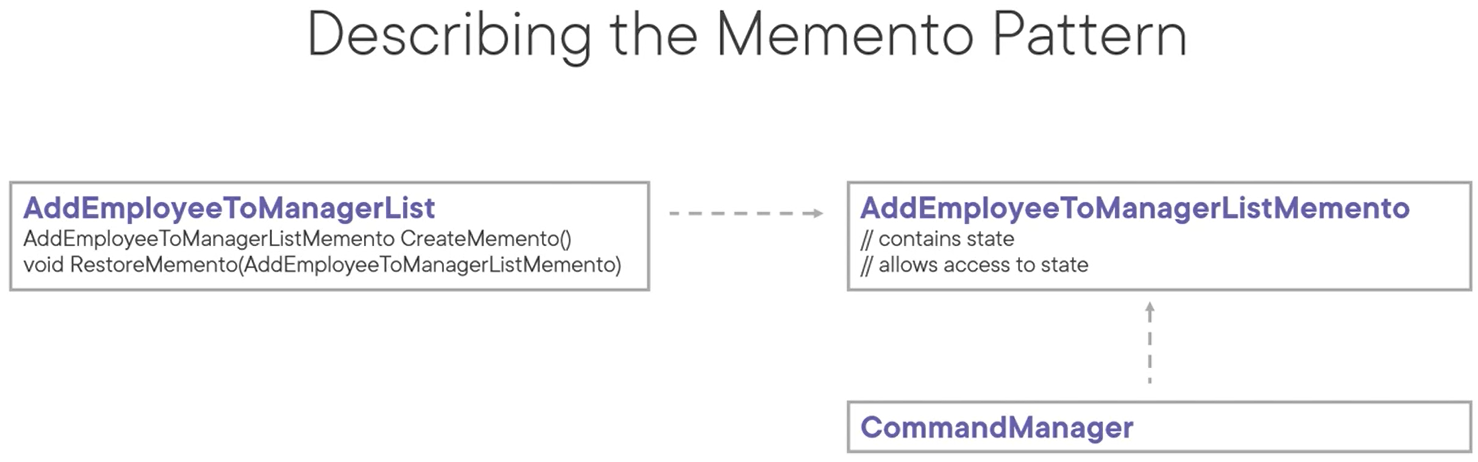 Describing the Memento Pattern
AddEmployeeToManagerList
AddEmployeeToManagerListMemento CreateMemento()
void RestoreMemento(AddEmployeeToManagerListMemento)
AddEmployeeToManagerListMemento
// contains state
// allows access to state
CommandManager